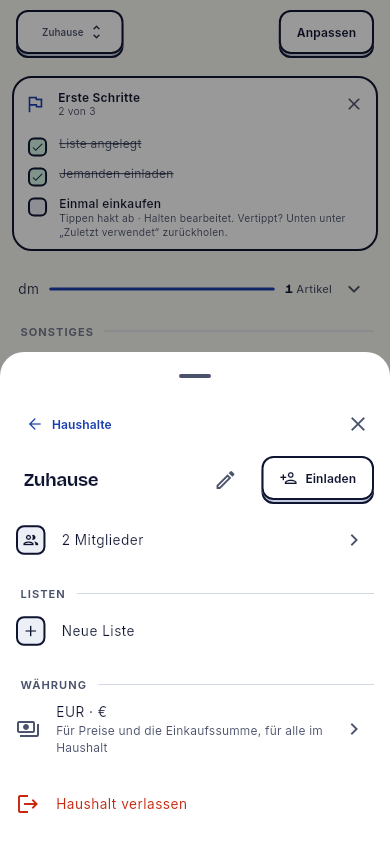 Zuhause
Anpassen
Erste Schritte
2 von 3
Liste angelegt
Jemanden einladen
Einmal einkaufen
Tippen hakt ab · Halten bearbeitet. Vertippt? Unten unter
„Zuletzt verwendet“ zurückholen.
dm
1 Artikel
SONSTIGES
Haushalte
Zuhause
Einladen
2 Mitglieder
LISTEN
Neue Liste
WÄHRUNG
EUR · €
Für Preise und die Einkaufssumme, für alle im
Haushalt
Haushalt verlassen